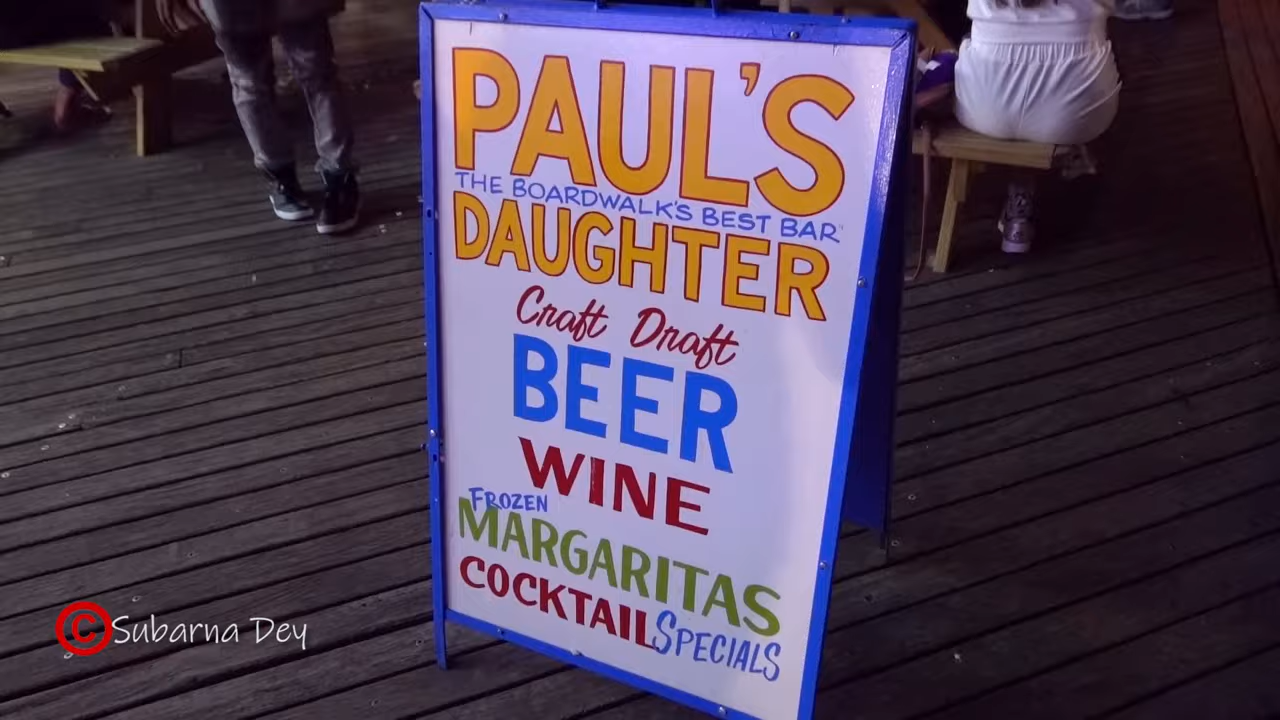 PAUL'S
THE BOARDWALK'S BEST BAR
DAUGHTER
Craft Draft
BEER
WINE
FROZEN
MARGARITAS
COCKTAIL SPECIALS
© Subarna Dey